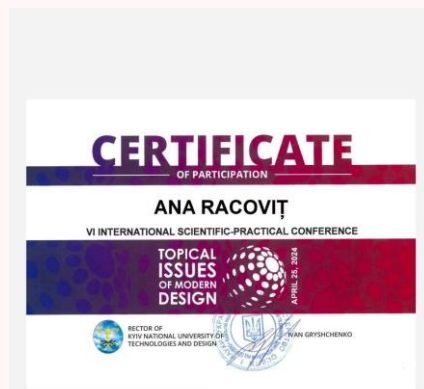 CERTIFICATE
OF PARTICIPATION
ANA RACOVIȚ
VI INTERNATIONAL SCIENTIFIC-PRACTICAL CONFERENCE
TOPICAL
ISSUES
OF MODERN
DESIGN
APRIL 25, 2024
RECTOR OF
KYIV NATIONAL UNIVERSITY OF
TECHNOLOGIES AND DESIGN
IVAN GRYSHCHENKO